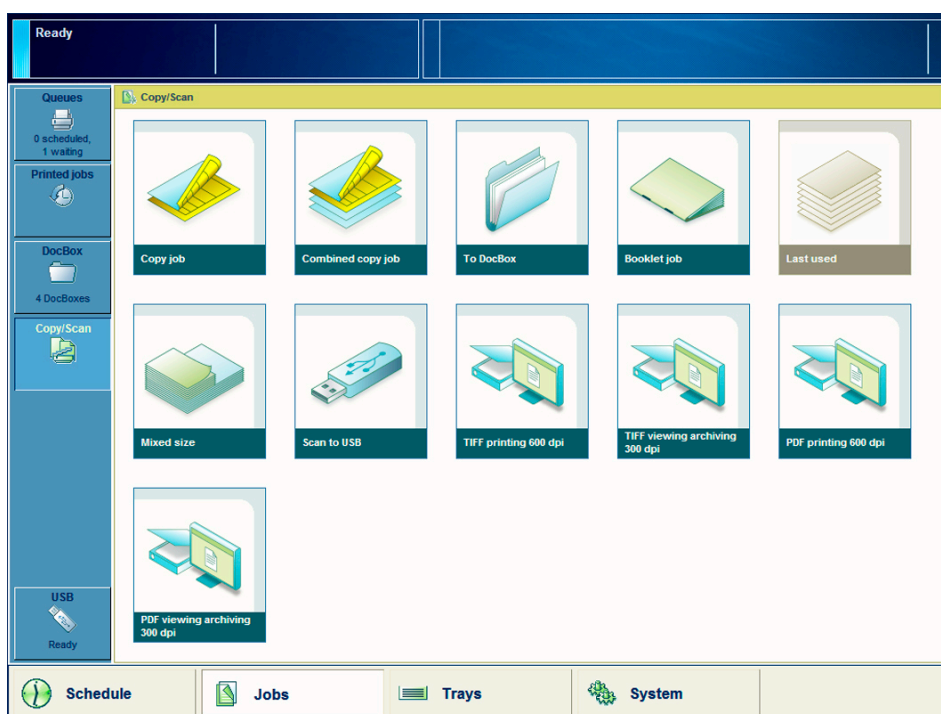 Ready
Queues
0 scheduled,
1 waiting
Printed jobs
DocBox
4 DocBoxes
Copy/Scan
USB
Ready
Copy/Scan
Copy job
Combined copy job
To DocBox
Booklet job
Last used
Mixed size
Scan to USB
TIFF printing 600 dpi
TIFF viewing archiving
300 dpi
PDF printing 600 dpi
PDF viewing archiving
300 dpi
Schedule
Jobs
Trays
System